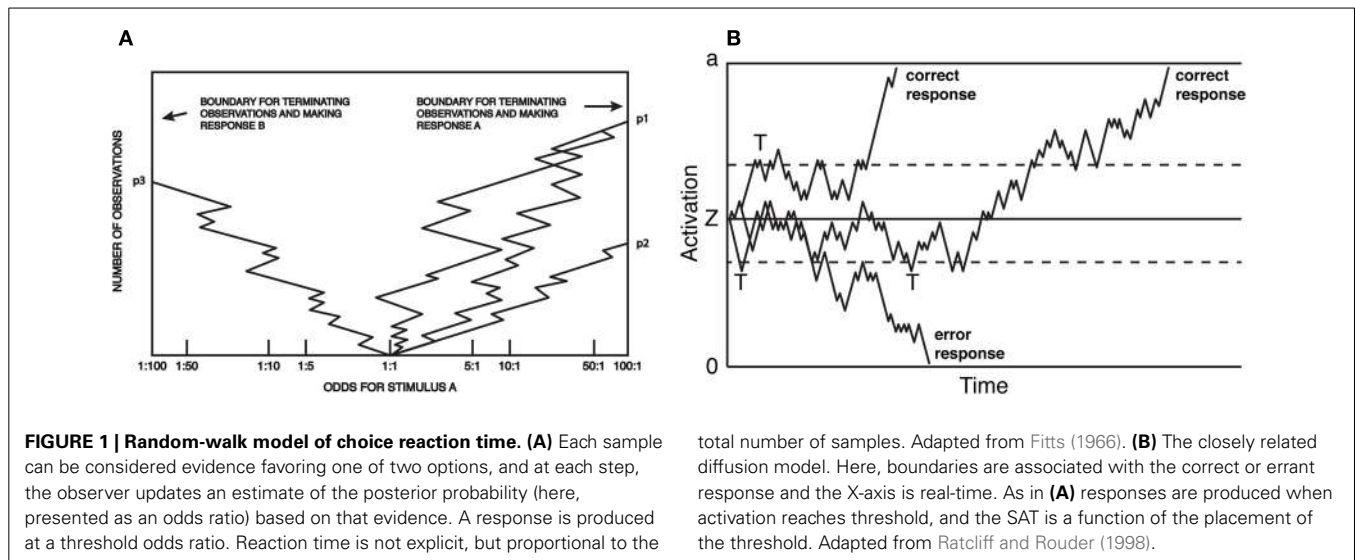 A
BOUNDARY FOR TERMINATING
OBSERVATIONS AND MAKING
RESPONSE B
BOUNDARY FOR TERMINATING
OBSERVATIONS AND MAKING
RESPONSE A
p1
p3
p2
NUMBER OF OBSERVATIONS
1:100 1:50 1:10 1:5 1:1 5:1 10:1 50:1 100:1
ODDS FOR STIMULUS A
B
a
correct
response
correct
response
T
Z
Activation
T
T
error
response
0
Time
FIGURE 1 | Random-walk model of choice reaction time. (A) Each sample
can be considered evidence favoring one of two options, and at each step,
the observer updates an estimate of the posterior probability (here,
presented as an odds ratio) based on that evidence. A response is produced
at a threshold odds ratio. Reaction time is not explicit, but proportional to the
total number of samples. Adapted from Fitts (1966). (B) The closely related
diffusion model. Here, boundaries are associated with the correct or errant
response and the X-axis is real-time. As in (A) responses are produced when
activation reaches threshold, and the SAT is a function of the placement of
the threshold. Adapted from Ratcliff and Rouder (1998).